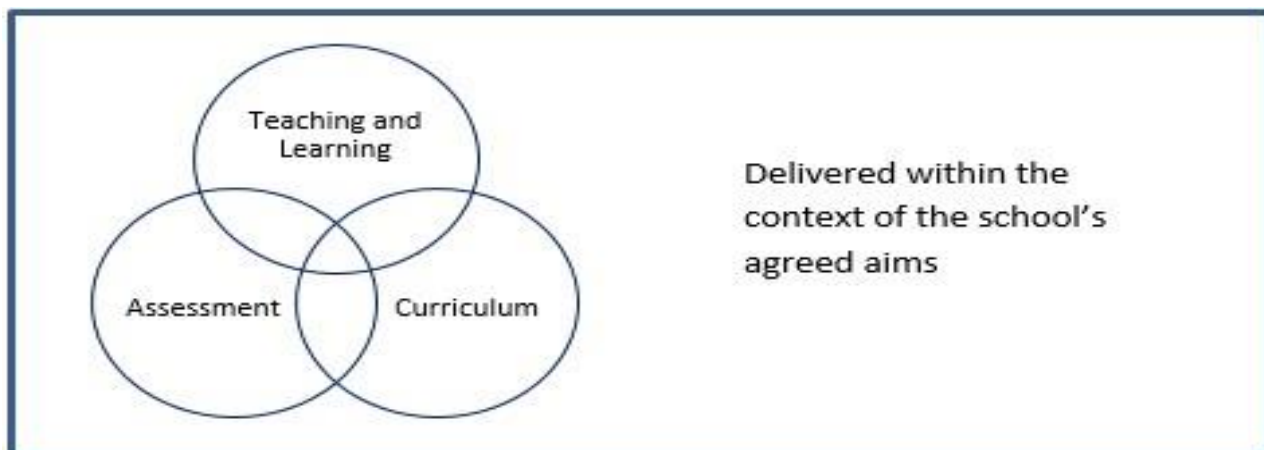 Teaching and
Learning
Assessment
Curriculum
Delivered within the
context of the school’s
agreed aims